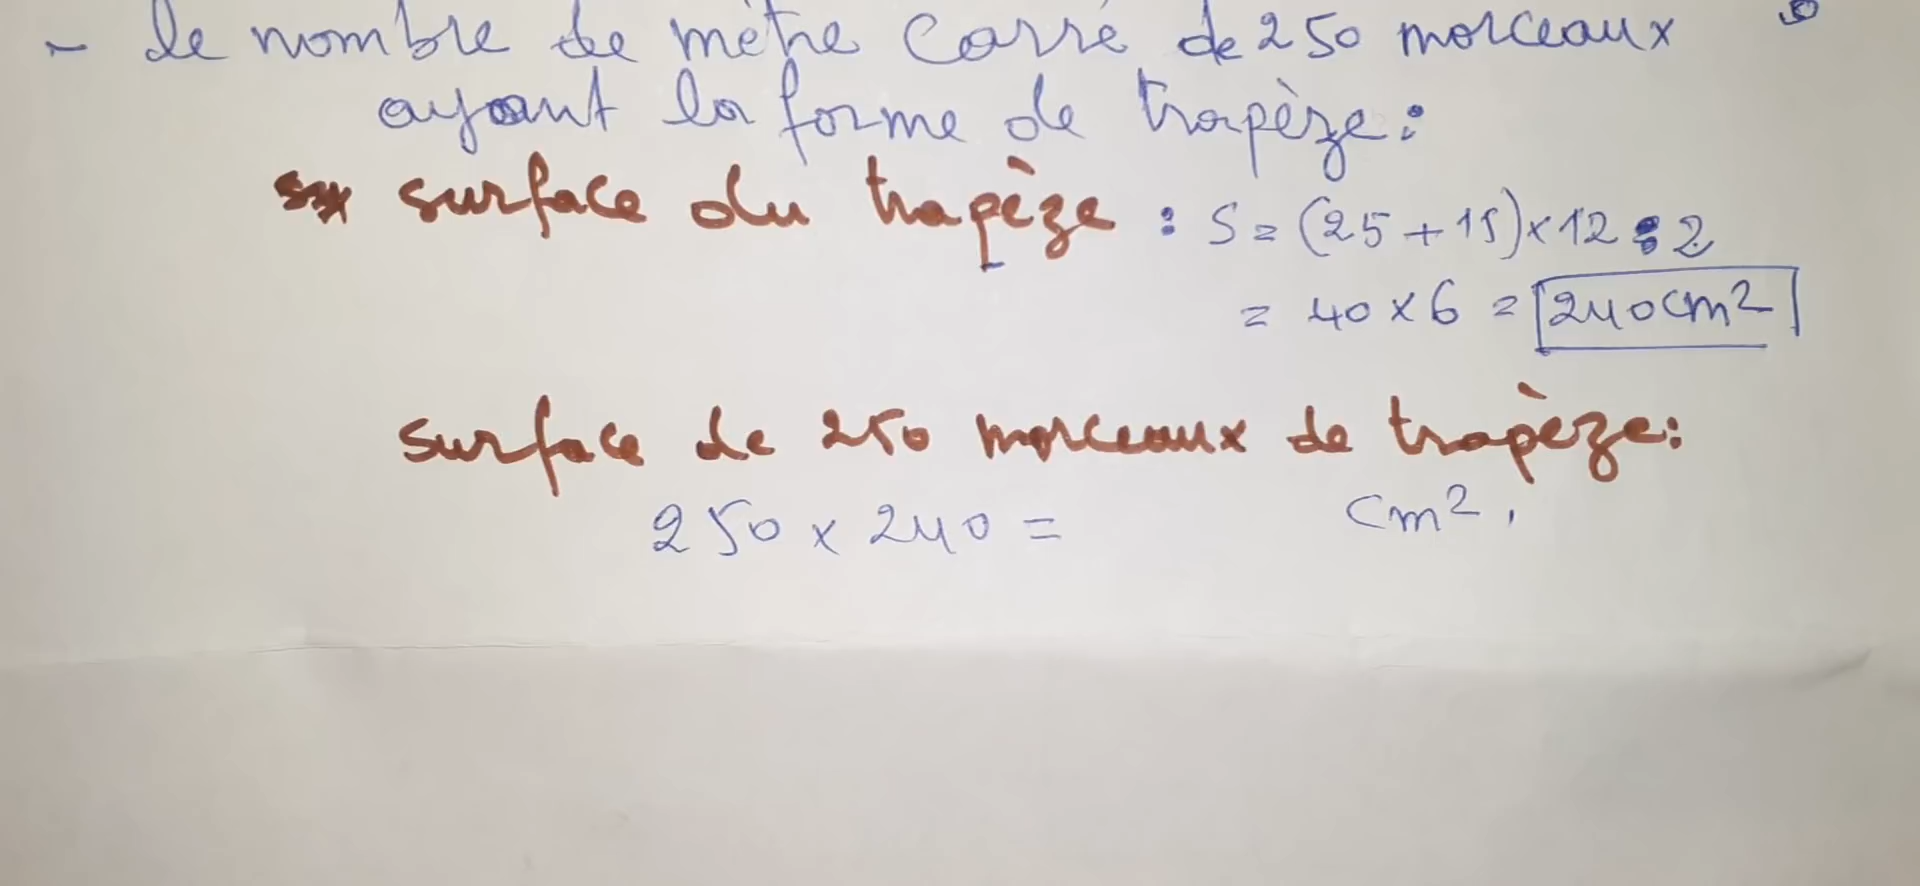 - le nombre de mètre carré de 250 morceaux
ayant la forme de trapèze :
surface du trapèze : S = (25 + 15) x 12 : 2
= 40 x 6 = 240 cm²
surface de 250 morceaux de trapèze :
250 x 240 = cm²,